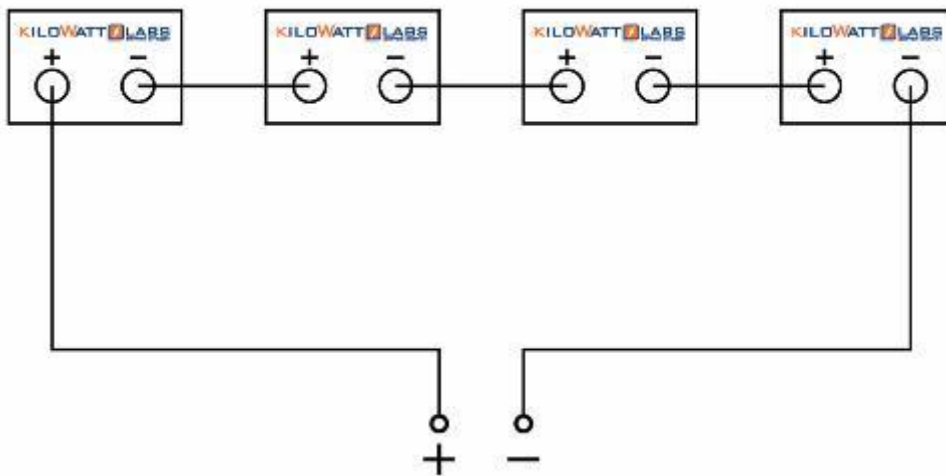 KILOWATT LABS KILOWATT LABS KILOWATT LABS KILOWATT LABS
+ − + − + − + −
+ −